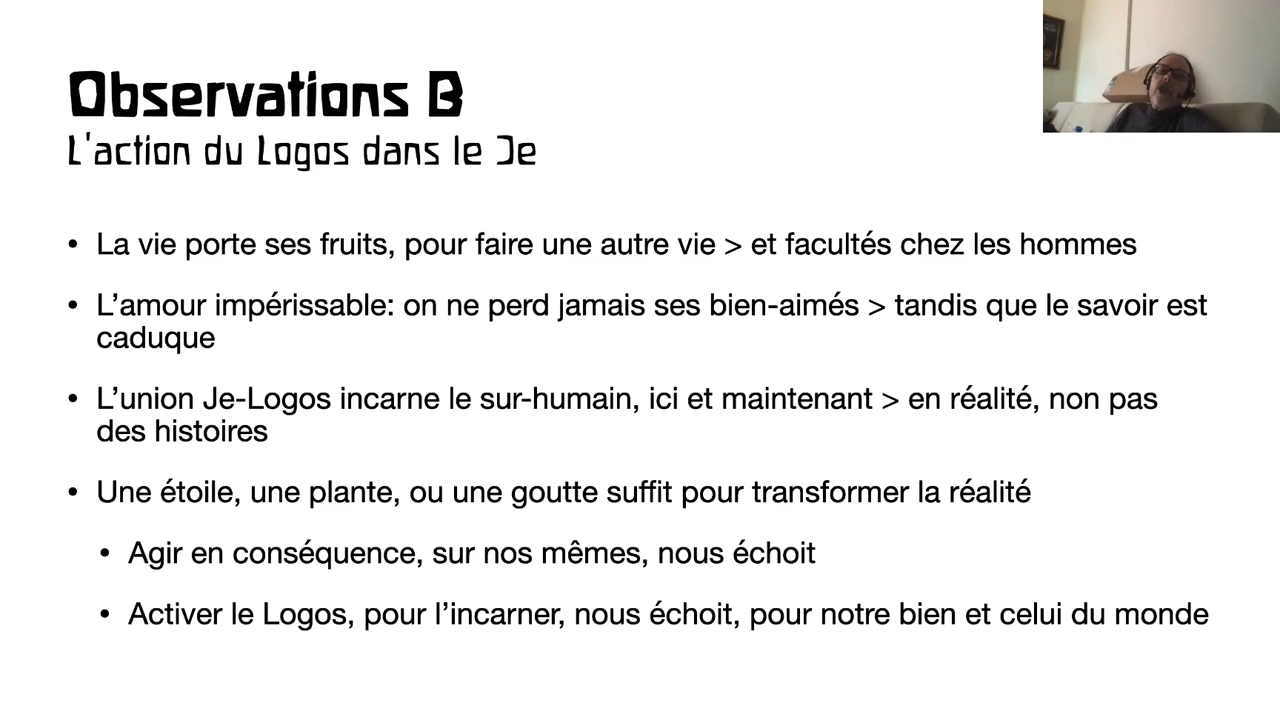 Observations B
L'action du Logos dans le Je
• La vie porte ses fruits, pour faire une autre vie > et facultés chez les hommes
• L’amour impérissable: on ne perd jamais ses bien-aimés > tandis que le savoir est
caduque
• L’union Je-Logos incarne le sur-humain, ici et maintenant > en réalité, non pas
des histoires
• Une étoile, une plante, ou une goutte suffit pour transformer la réalité
• Agir en conséquence, sur nos mêmes, nous échoit
• Activer le Logos, pour l’incarner, nous échoit, pour notre bien et celui du monde